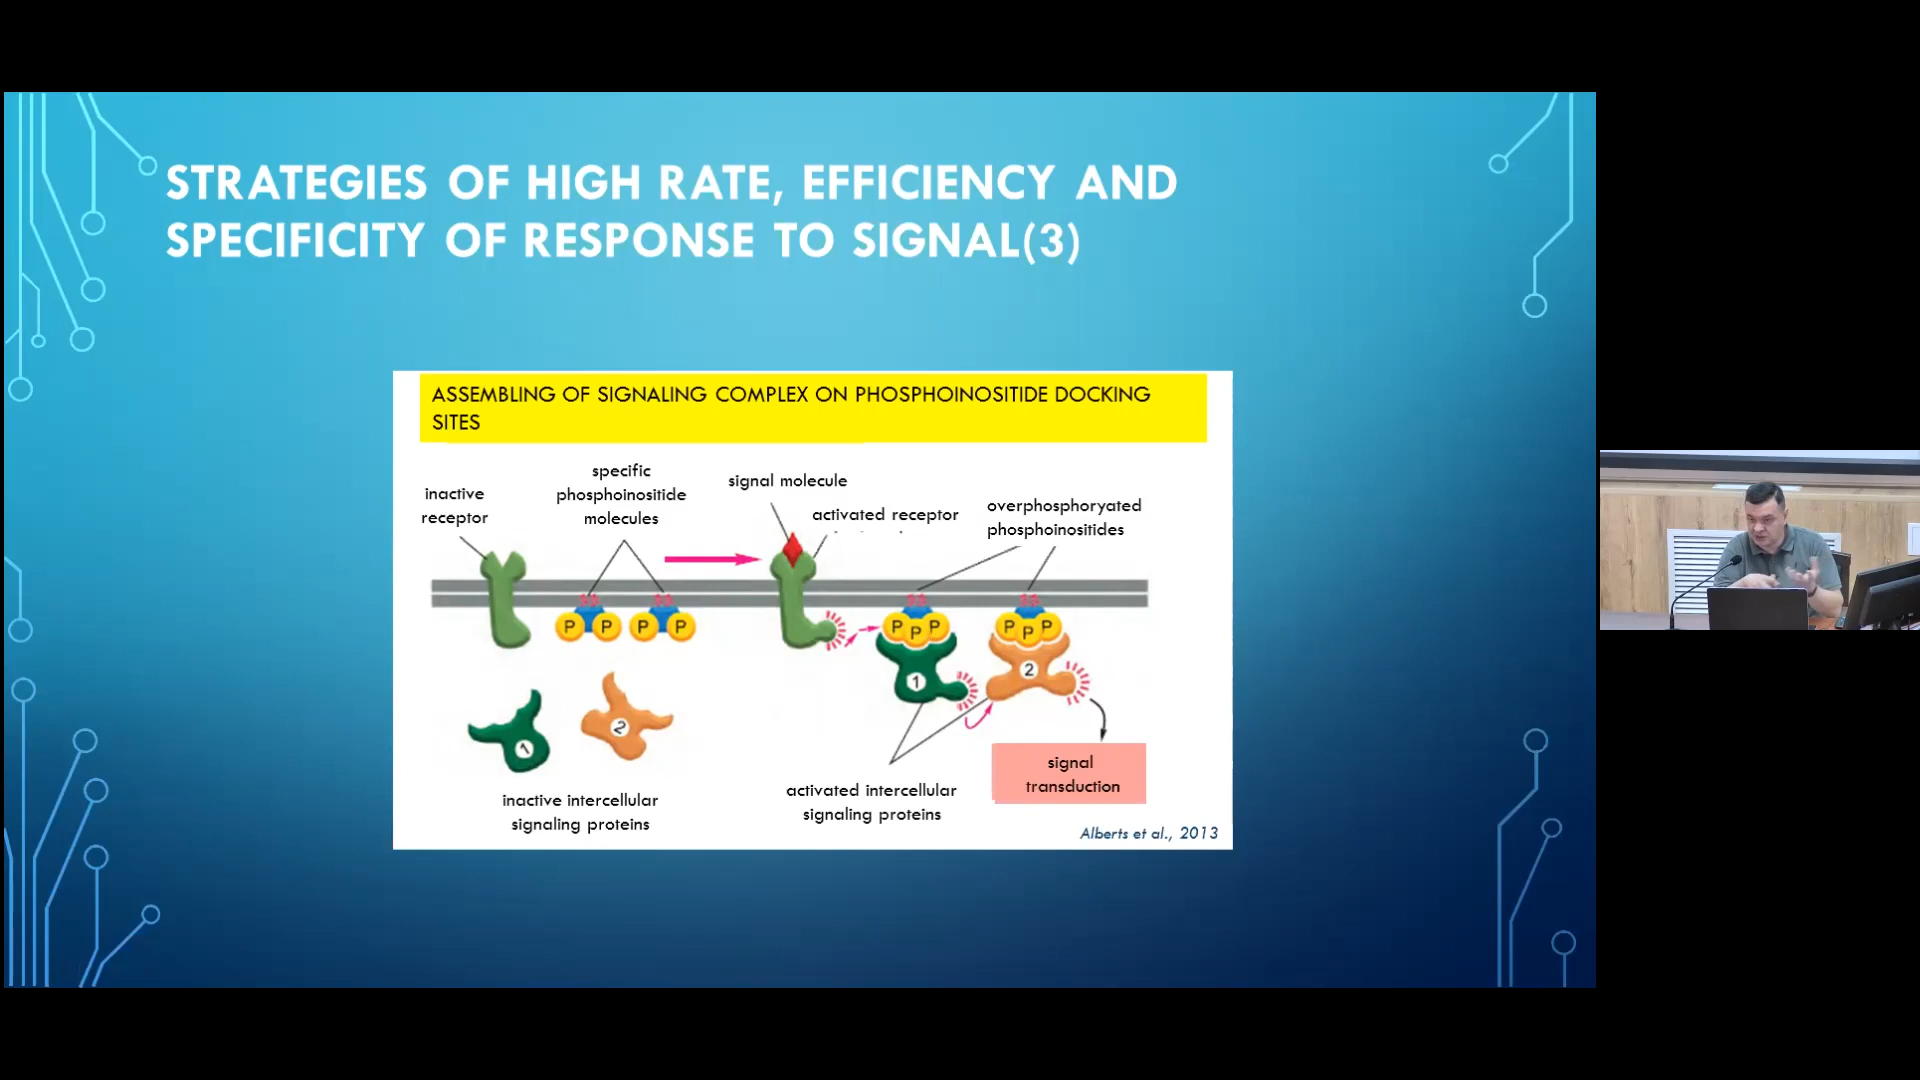 STRATEGIES OF HIGH RATE, EFFICIENCY AND
SPECIFICITY OF RESPONSE TO SIGNAL(3)
ASSEMBLING OF SIGNALING COMPLEX ON PHOSPHOINOSITIDE DOCKING
SITES
inactive
receptor
specific
phosphoinositide
molecules
signal molecule
activated receptor
overphosphoryated
phosphoinositides
P P P P
P P P
P P P
1
2
1
2
inactive intercellular
signaling proteins
activated intercellular
signaling proteins
signal
transduction
Alberts et al., 2013